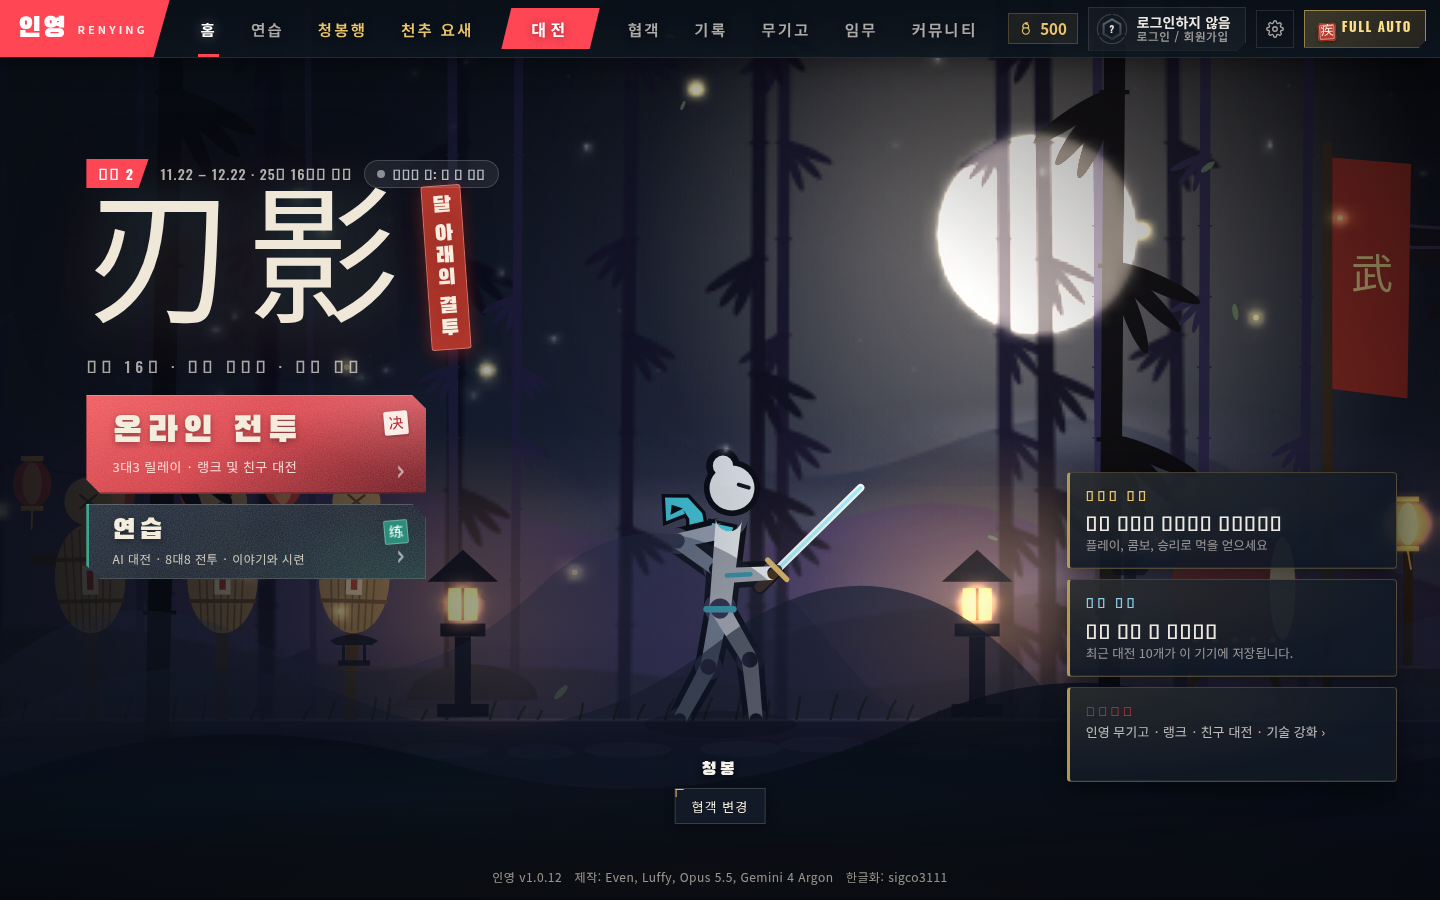 인영 RENYING
홈
연습
청봉행
천추 요새
대전
협객
기록
무기고
임무
커뮤니티
500
로그인하지 않음
로그인 / 회원가입
疾 FULL AUTO
2
11.22 – 12.22 · 25
16
刃影
달 아래의 결투
16
武
온라인 전투
决
3대3 릴레이 · 랭크 및 친구 대전
연습
练
AI 대전 · 8대8 전투 · 이야기와 시련
플레이, 콤보, 승리로 먹을 얻으세요
최근 대전 10개가 이 기기에 저장됩니다.
인영 무기고 · 랭크 · 친구 대전 · 기술 강화 ›
청봉
협객 변경
인영 v1.0.12 제작: Even, Luffy, Opus 5.5, Gemini 4 Argon 한글화: sigco3111